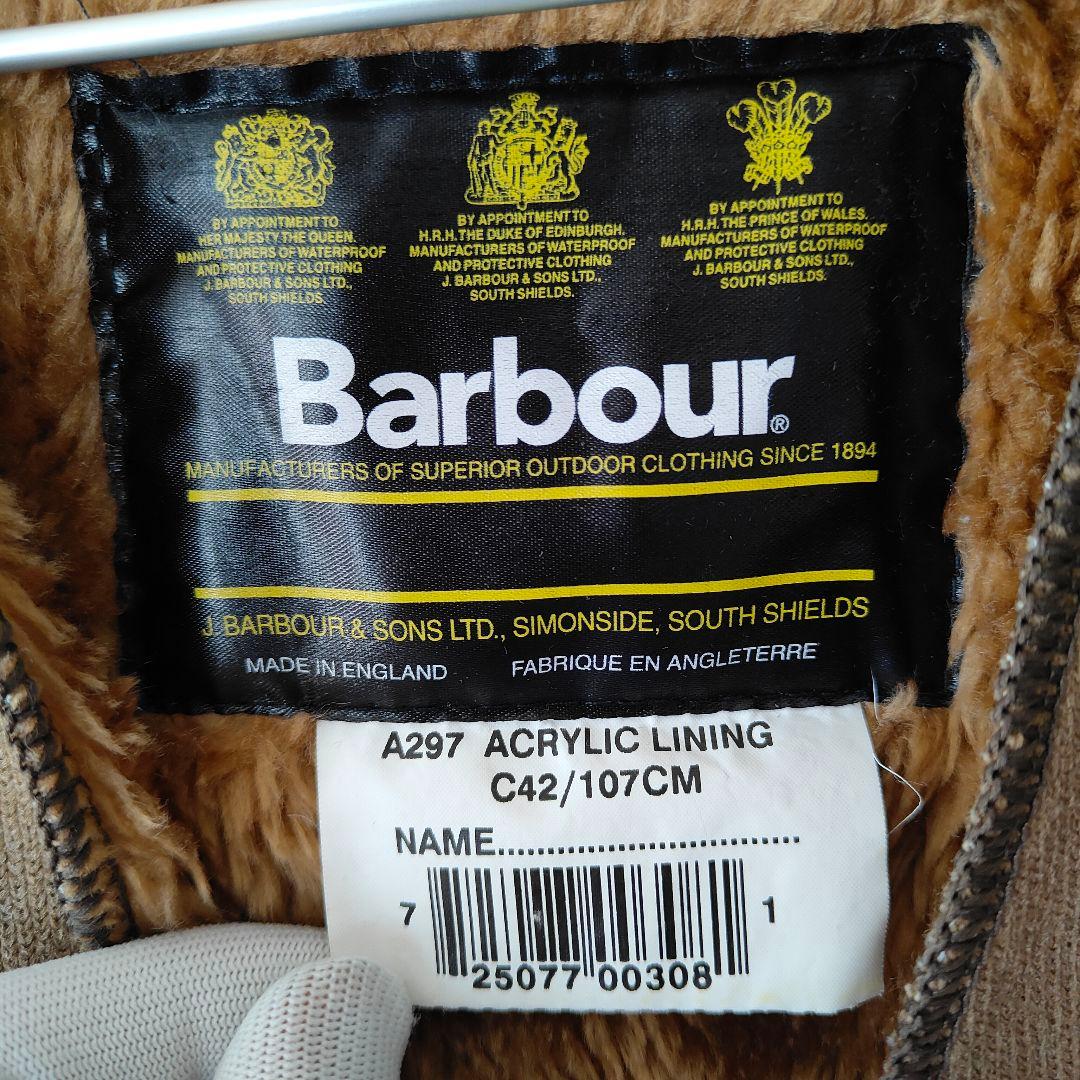 BY APPOINTMENT TO
HER MAJESTY THE QUEEN.
MANUFACTURERS OF WATERPROOF
AND PROTECTIVE CLOTHING
J. BARBOUR & SONS LTD.,
SOUTH SHIELDS.
BY APPOINTMENT TO
H.R.H. THE DUKE OF EDINBURGH.
MANUFACTURERS OF WATERPROOF
AND PROTECTIVE CLOTHING
J. BARBOUR & SONS LTD.,
SOUTH SHIELDS.
BY APPOINTMENT TO
H.R.H. THE PRINCE OF WALES.
MANUFACTURERS OF WATERPROOF
AND PROTECTIVE CLOTHING
J. BARBOUR & SONS LTD.,
SOUTH SHIELDS.
Barbour®
MANUFACTURERS OF SUPERIOR OUTDOOR CLOTHING SINCE 1894
J. BARBOUR & SONS LTD., SIMONSIDE, SOUTH SHIELDS
MADE IN ENGLAND FABRIQUE EN ANGLETERRE
A297 ACRYLIC LINING
C42/107CM
NAME...............................
7 25077 00308 1